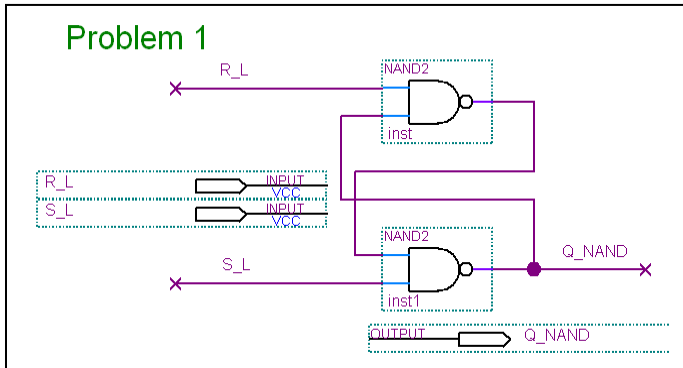 Problem 1
R_L
NAND2
inst
R_L INPUT
VCC
S_L INPUT
VCC
NAND2
Q_NAND
S_L
inst1
OUTPUT Q_NAND